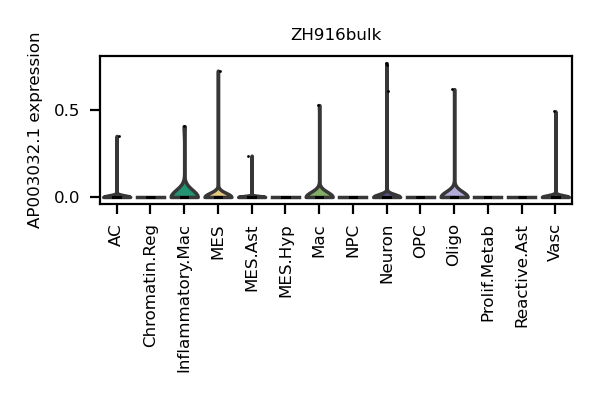 ZH916bulk
AP003032.1 expression
0.5
0.0
AC
Chromatin.Reg
Inflammatory.Mac
MES
MES.Ast
MES.Hyp
Mac
NPC
Neuron
OPC
Oligo
Prolif.Metab
Reactive.Ast
Vasc